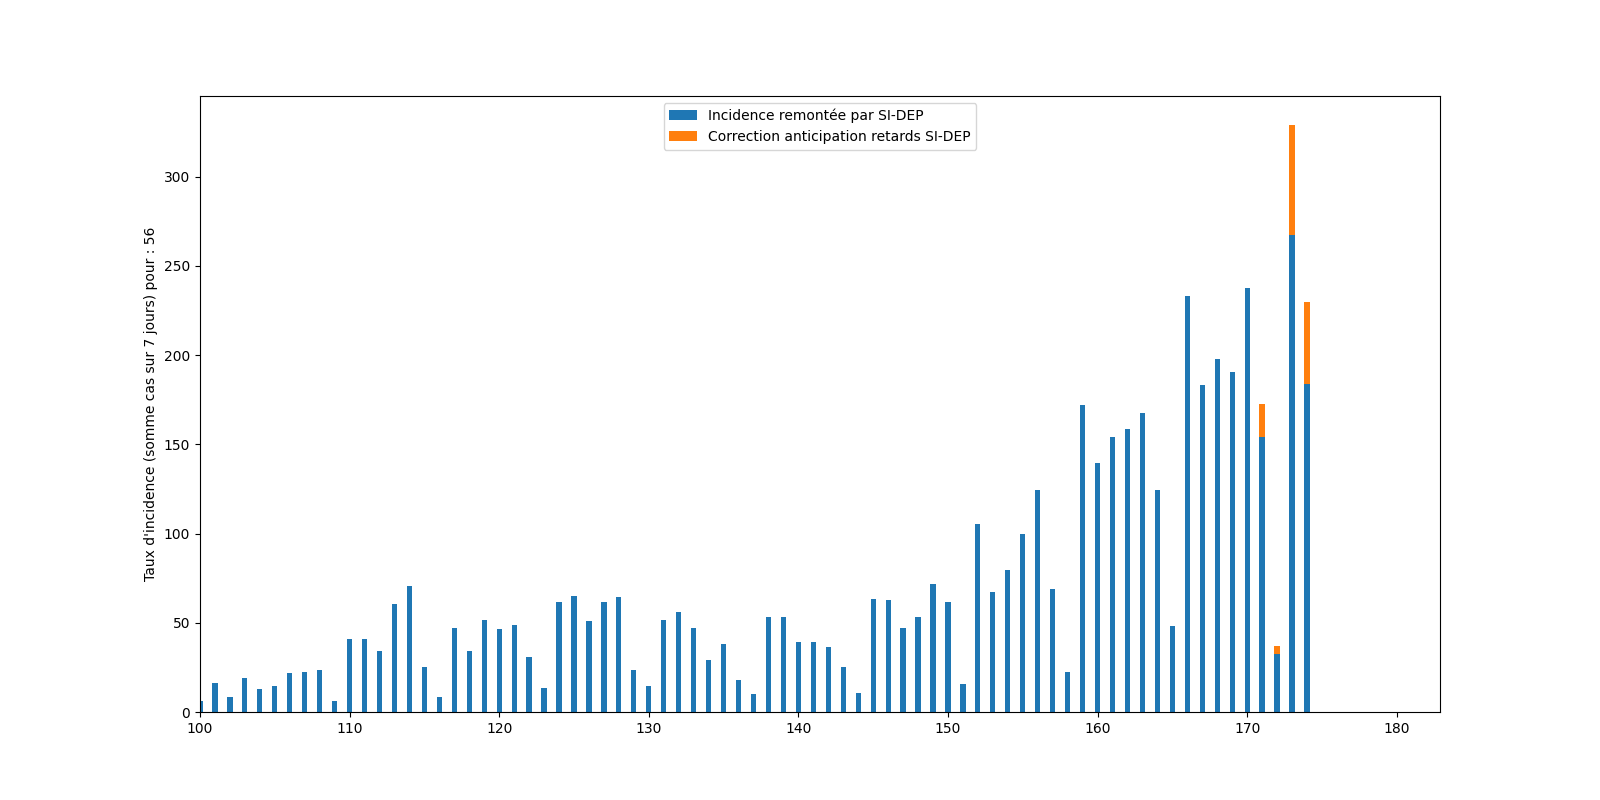 Incidence remontée par SI-DEP
Correction anticipation retards SI-DEP
Taux d'incidence (somme cas sur 7 jours) pour : 56
300
250
200
150
100
50
0
100 110 120 130 140 150 160 170 180